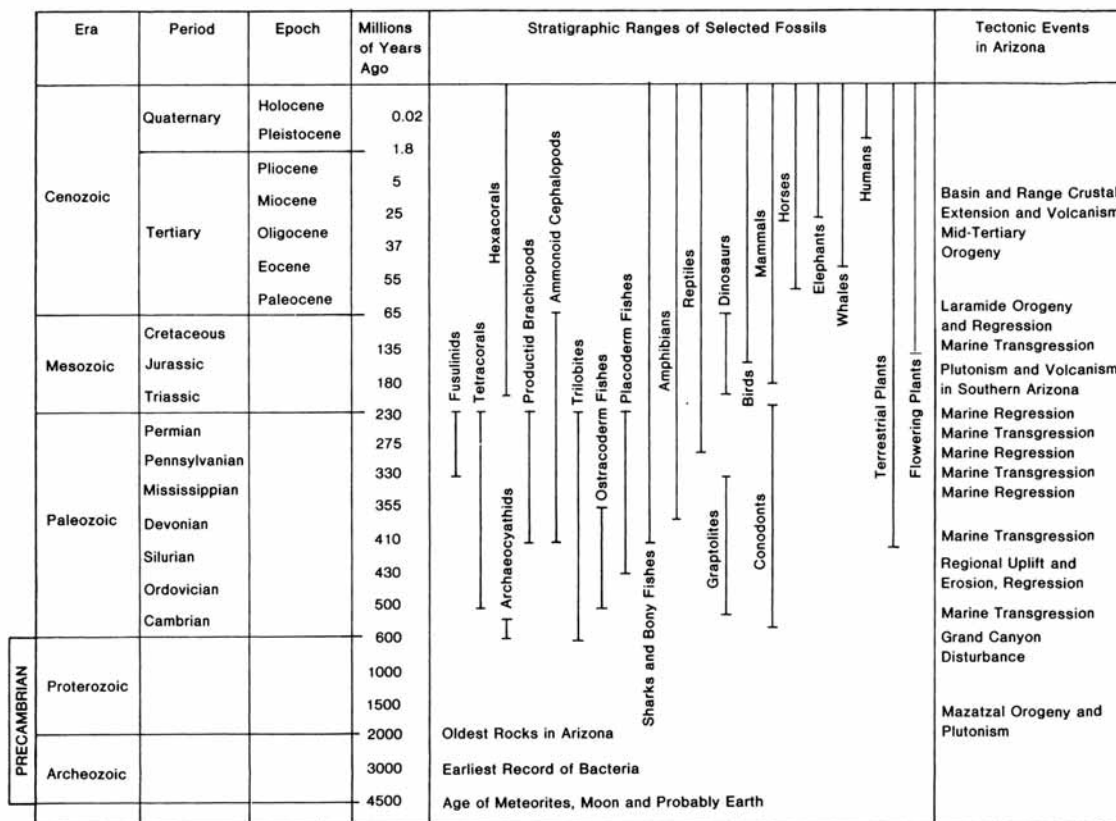 Era
Period
Epoch
Millions
of Years
Ago
Stratigraphic Ranges of Selected Fossils
Tectonic Events
in Arizona
Cenozoic
Quaternary
Holocene
0.02
Pleistocene
1.8
Tertiary
Pliocene
5
Miocene
25
Oligocene
37
Eocene
55
Paleocene
65
Mesozoic
Cretaceous
135
Jurassic
180
Triassic
230
Paleozoic
Permian
275
Pennsylvanian
330
Mississippian
355
Devonian
410
Silurian
430
Ordovician
500
Cambrian
600
PRECAMBRIAN
Proterozoic
1000
1500
2000
Archeozoic
3000
4500
Fusulinids
Tetracorals
Hexacorals
Archaeocyathids
Productid Brachiopods
Ammonoid Cephalopods
Trilobites
Ostracoderm Fishes
Placoderm Fishes
Sharks and Bony Fishes
Amphibians
Reptiles
Dinosaurs
Graptolites
Birds
Mammals
Conodonts
Horses
Elephants
Whales
Humans
Terrestrial Plants
Flowering Plants
Oldest Rocks in Arizona
Earliest Record of Bacteria
Age of Meteorites, Moon and Probably Earth
Basin and Range Crustal
Extension and Volcanism
Mid-Tertiary
Orogeny
Laramide Orogeny
and Regression
Marine Transgression
Plutonism and Volcanism
in Southern Arizona
Marine Regression
Marine Transgression
Marine Regression
Marine Transgression
Marine Regression
Marine Transgression
Regional Uplift and
Erosion, Regression
Marine Transgression
Grand Canyon
Disturbance
Mazatzal Orogeny and
Plutonism